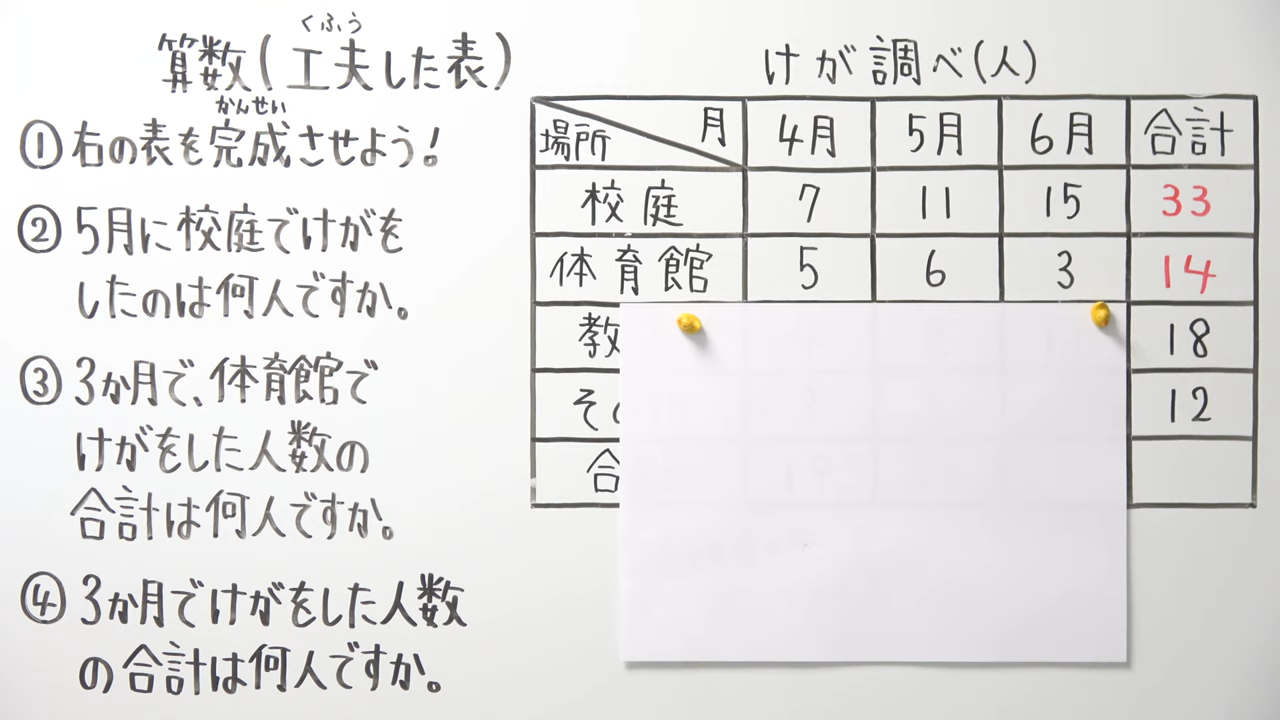 くふう
算数(工夫した表)
かんせい
①右の表を完成させよう!
②5月に校庭でけがを
したのは何人ですか。
③3か月で、体育館で
けがをした人数の
合計は何人ですか。
④3か月でけがをした人数
の合計は何人ですか。
けが調べ(人)
場所 月 4月 5月 6月 合計
校庭 7 11 15 33
体育館 5 6 3 14
教 18
その 12
合